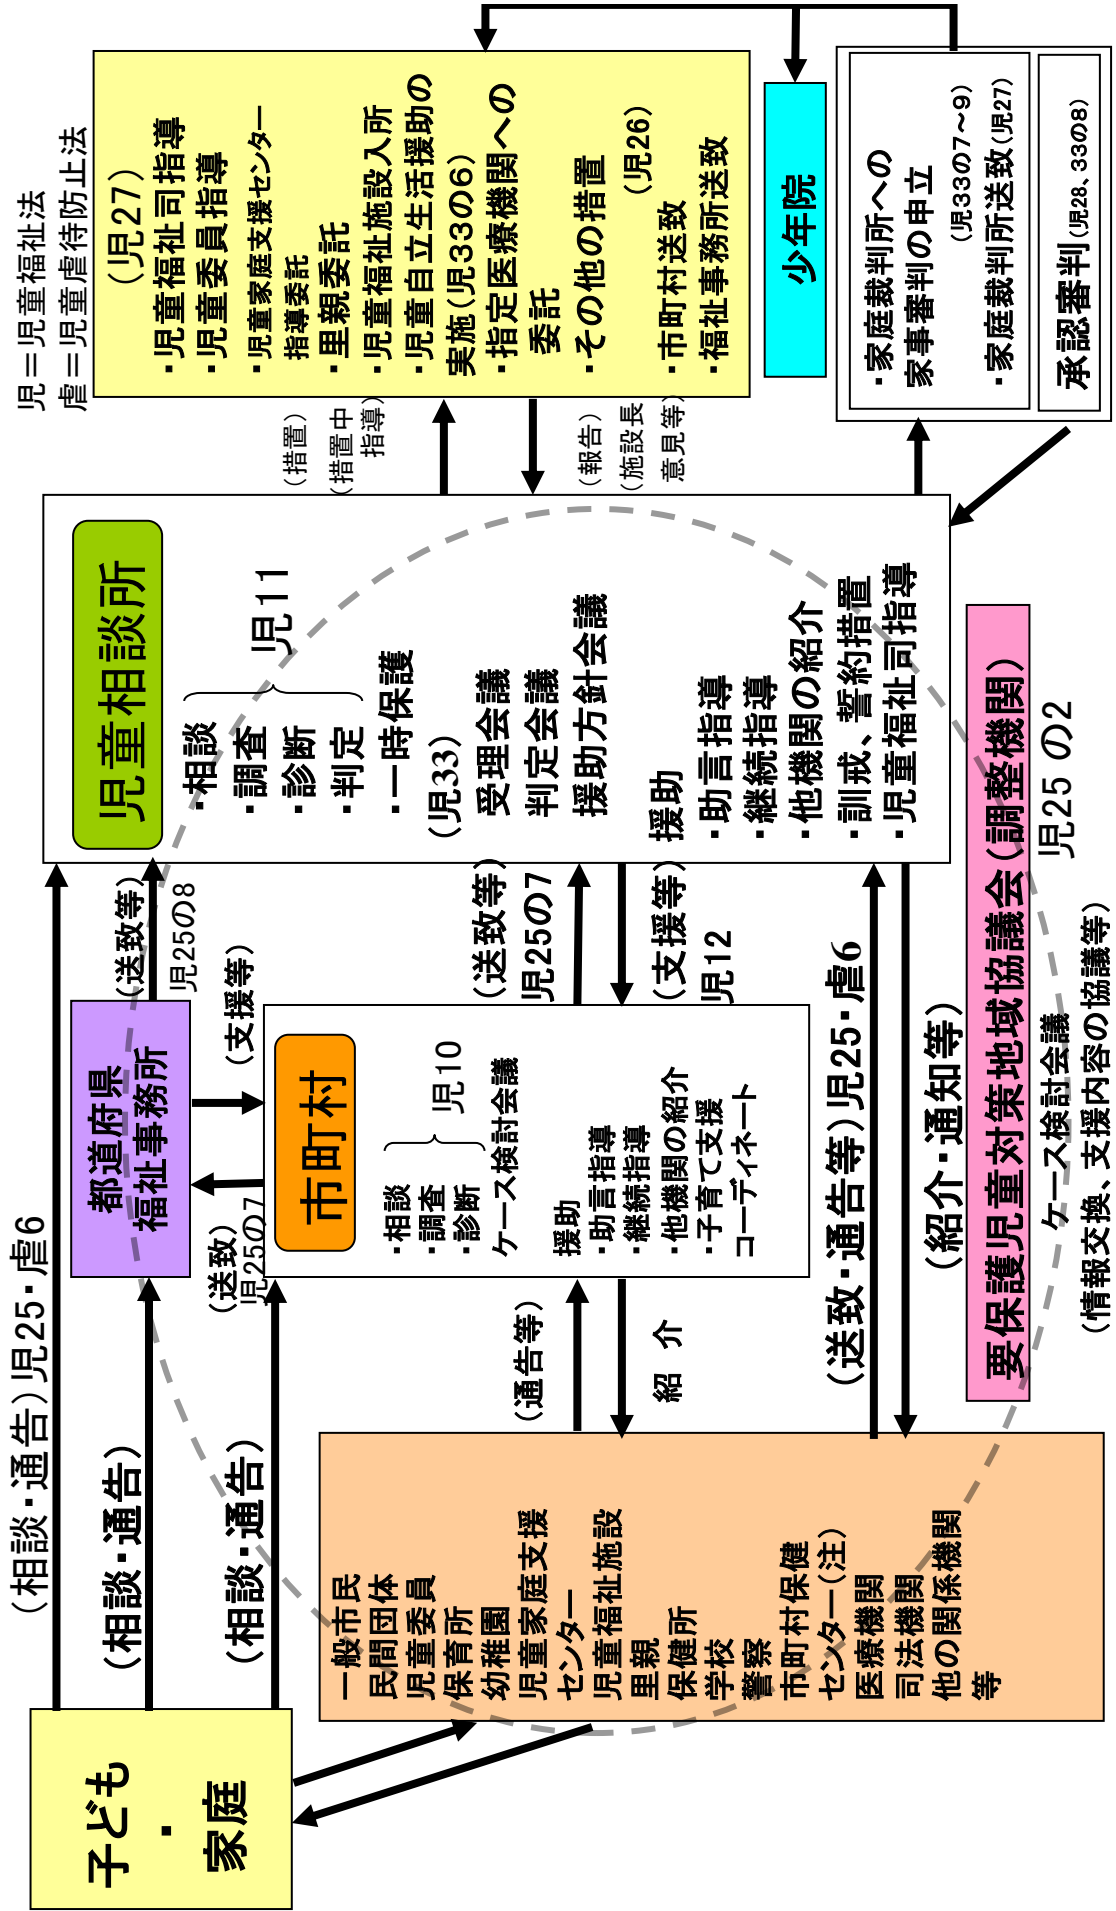 児＝児童福祉法
虐＝児童虐待防止法
子ども
・
家庭
（相談・通告）児25・虐6
（相談・通告）
（相談・通告）
都道府県
福祉事務所
（送致等）
児25の8
（支援等）
（送致）
児25の7
市町村
・相談
・調査
・診断
児10
ケース検討会議
援助
・助言指導
・継続指導
・他機関の紹介
・子育て支援
コーディネート
（通告等）
紹　介
一般市民
民間団体
児童委員
保育所
幼稚園
児童家庭支援
センター
児童福祉施設
里親
保健所
学校
警察
市町村保健
センター（注）
医療機関
司法機関
他の関係機関
等
（送致等）
児25の7
（支援等）
児12
（送致・通告等）児25・虐6
（紹介・通知等）
児童相談所
・相談
・調査
・診断
・判定
児11
・一時保護
（児33）
受理会議
判定会議
援助方針会議
援助
・助言指導
・継続指導
・他機関の紹介
・訓戒、誓約措置
・児童福祉司指導
要保護児童対策地域協議会（調整機関）
児25 の2
ケース検討会議
（情報交換、支援内容の協議等）
（措置）
（措置中
指導）
（報告）
（施設長
意見等）
（児27）
・児童福祉司指導
・児童委員指導
・児童家庭支援センター
指導委託
・里親委託
・児童福祉施設入所
・児童自立生活援助の
実施（児33の6）
・指定医療機関への
委託
・その他の措置
（児26）
・市町村送致
・福祉事務所送致
少年院
・家庭裁判所への
家事審判の申立
（児33の7～9）
・家庭裁判所送致（児27）
承認審判（児28、33の8）